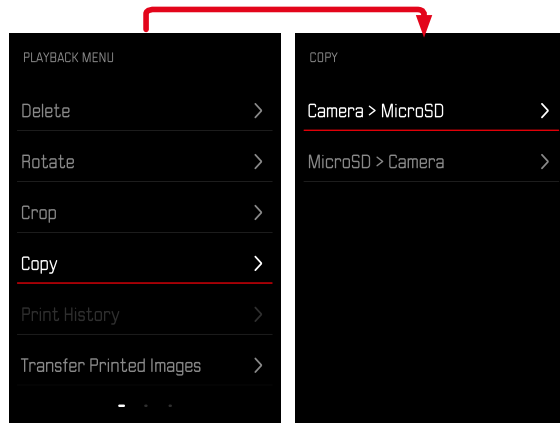 PLAYBACK MENU
Delete
Rotate
Crop
Copy
Print History
Transfer Printed Images
COPY
Camera > MicroSD
MicroSD > Camera